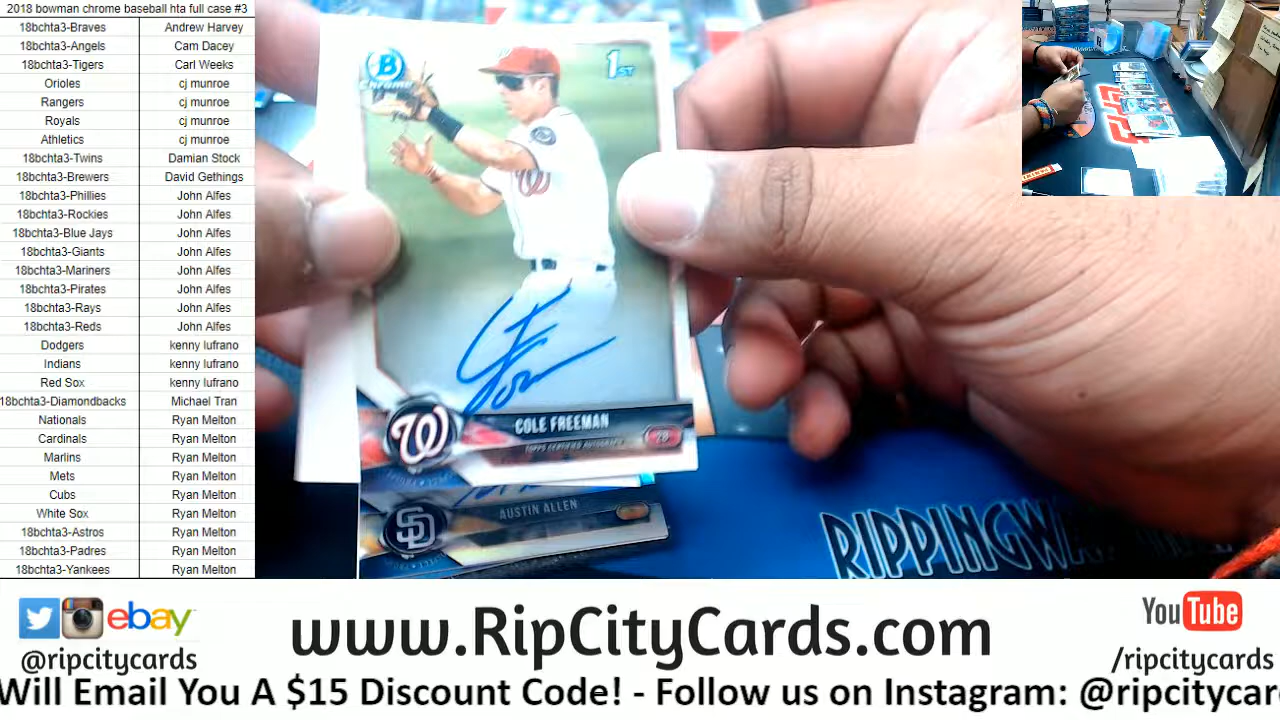 2018 bowman chrome baseball hta full case #3
18bchta3-Braves Andrew Harvey
18bchta3-Angels Cam Dacey
18bchta3-Tigers Carl Weeks
Orioles cj munroe
Rangers cj munroe
Royals cj munroe
Athletics cj munroe
18bchta3-Twins Damian Stock
18bchta3-Brewers David Gethings
18bchta3-Phillies John Alfes
18bchta3-Rockies John Alfes
18bchta3-Blue Jays John Alfes
18bchta3-Giants John Alfes
18bchta3-Mariners John Alfes
18bchta3-Pirates John Alfes
18bchta3-Rays John Alfes
18bchta3-Reds John Alfes
Dodgers kenny lufrano
Indians kenny lufrano
Red Sox kenny lufrano
18bchta3-Diamondbacks Michael Tran
Nationals Ryan Melton
Cardinals Ryan Melton
Marlins Ryan Melton
Mets Ryan Melton
Cubs Ryan Melton
White Sox Ryan Melton
18bchta3-Astros Ryan Melton
18bchta3-Padres Ryan Melton
18bchta3-Yankees Ryan Melton
B
Chrome
1ST
W
W
COLE FREEMAN
2B
TOPPS CERTIFIED AUTOGRAPH
SD
AUSTIN ALLEN
RIPPINGW
ebay
@ripcitycards
www.RipCityCards.com
YouTube
/ripcitycards
Will Email You A $15 Discount Code! - Follow us on Instagram: @ripcitycar